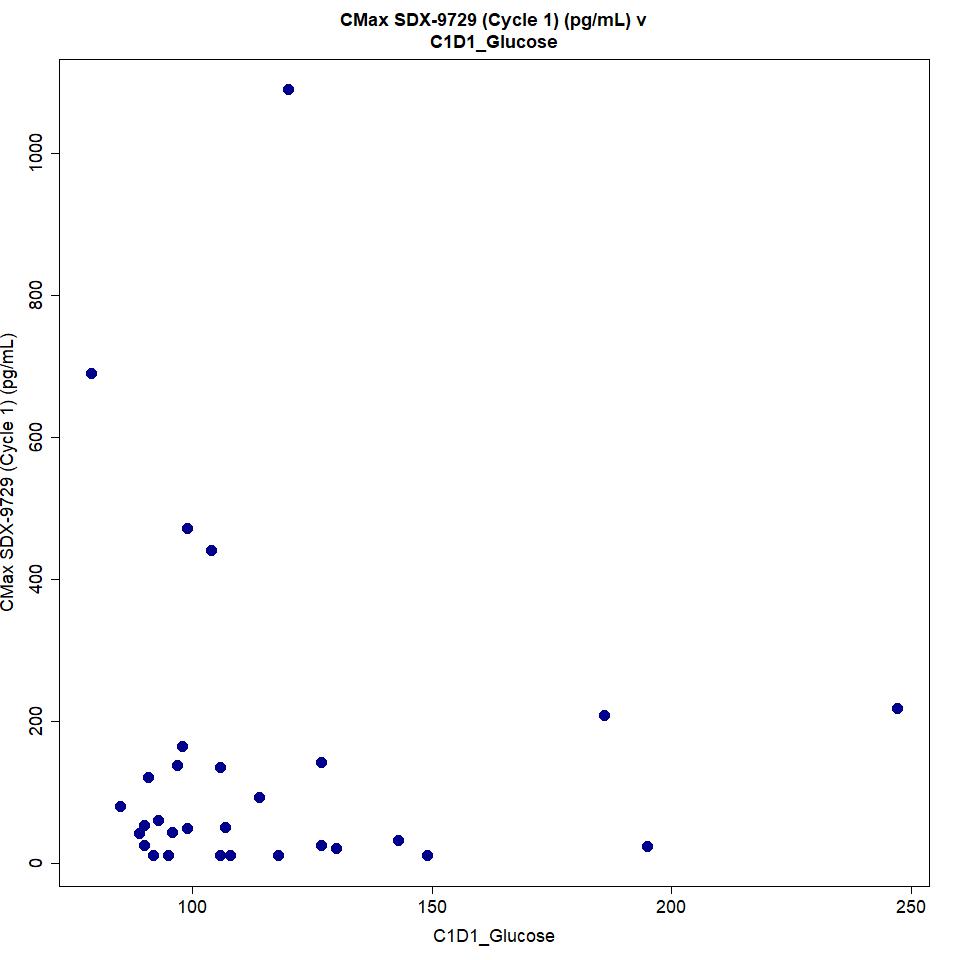 CMax SDX-9729 (Cycle 1) (pg/mL) v
C1D1_Glucose
CMax SDX-9729 (Cycle 1) (pg/mL)
1000
800
600
400
200
0
100
150
200
250
C1D1_Glucose